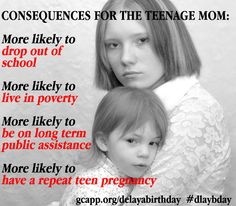 CONSEQUENCES FOR THE TEENAGE MOM:
More likely to
drop out of
school
More likely to
live in poverty
More likely to
be on long term
public assistance
More likely to
have a repeat teen pregnancy
gcapp.org/delayabirthday #dlaybday